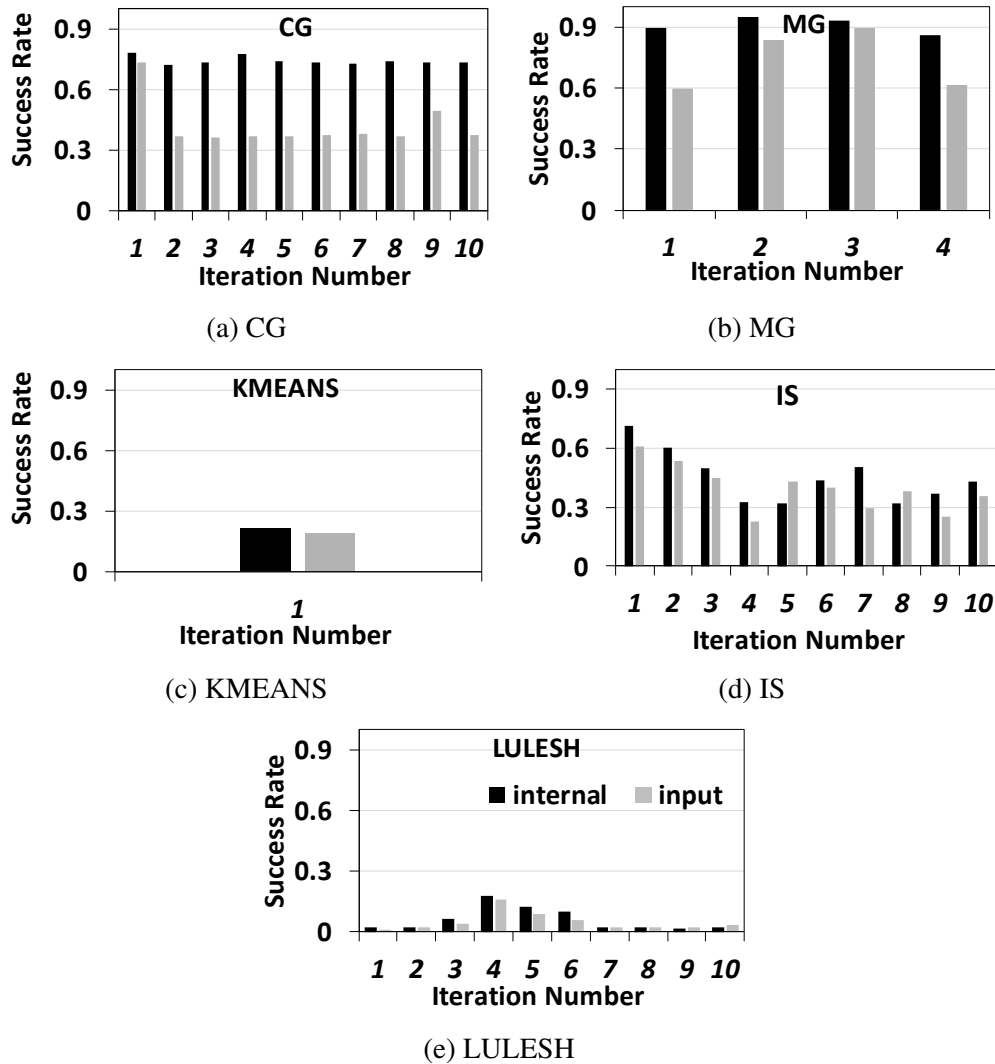 CG
Success Rate
0.9
0.6
0.3
0
1 2 3 4 5 6 7 8 9 10
Iteration Number
(a) CG
MG
Success Rate
0.9
0.6
0.3
0
1 2 3 4
Iteration Number
(b) MG
KMEANS
Success Rate
0.9
0.6
0.3
0
1
Iteration Number
(c) KMEANS
IS
Success Rate
0.9
0.6
0.3
0
1 2 3 4 5 6 7 8 9 10
Iteration Number
(d) IS
LULESH
internal input
Success Rate
0.9
0.6
0.3
0
1 2 3 4 5 6 7 8 9 10
Iteration Number
(e) LULESH